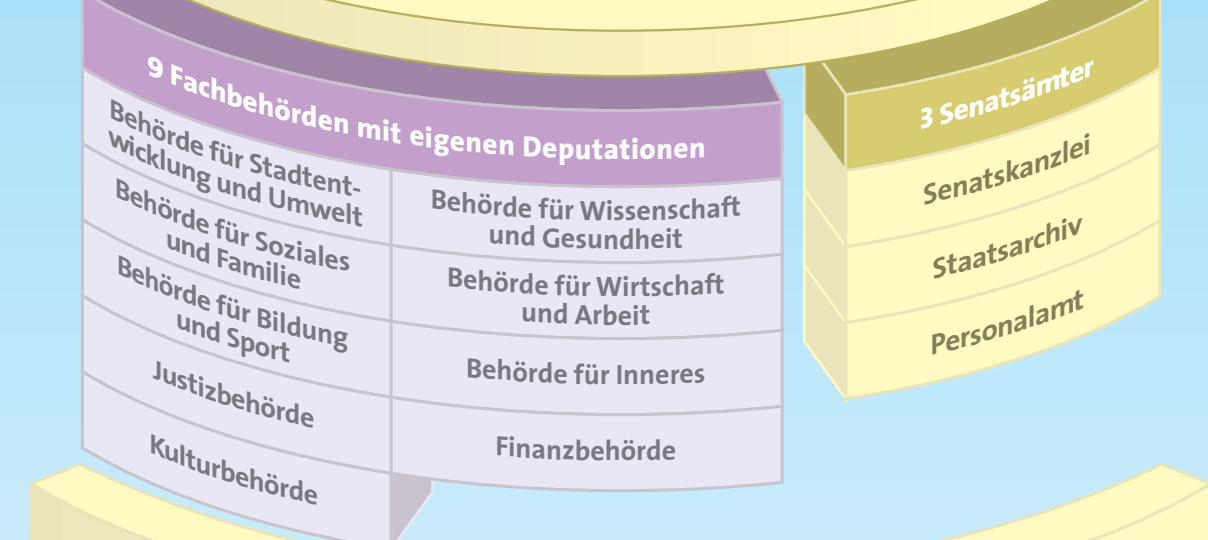 9 Fachbehörden mit eigenen Deputationen
Behörde für Stadtent-
wicklung und Umwelt
Behörde für Soziales
und Familie
Behörde für Bildung
und Sport
Justizbehörde
Kulturbehörde
Behörde für Wissenschaft
und Gesundheit
Behörde für Wirtschaft
und Arbeit
Behörde für Inneres
Finanzbehörde
3 Senatsämter
Senatskanzlei
Staatsarchiv
Personalamt